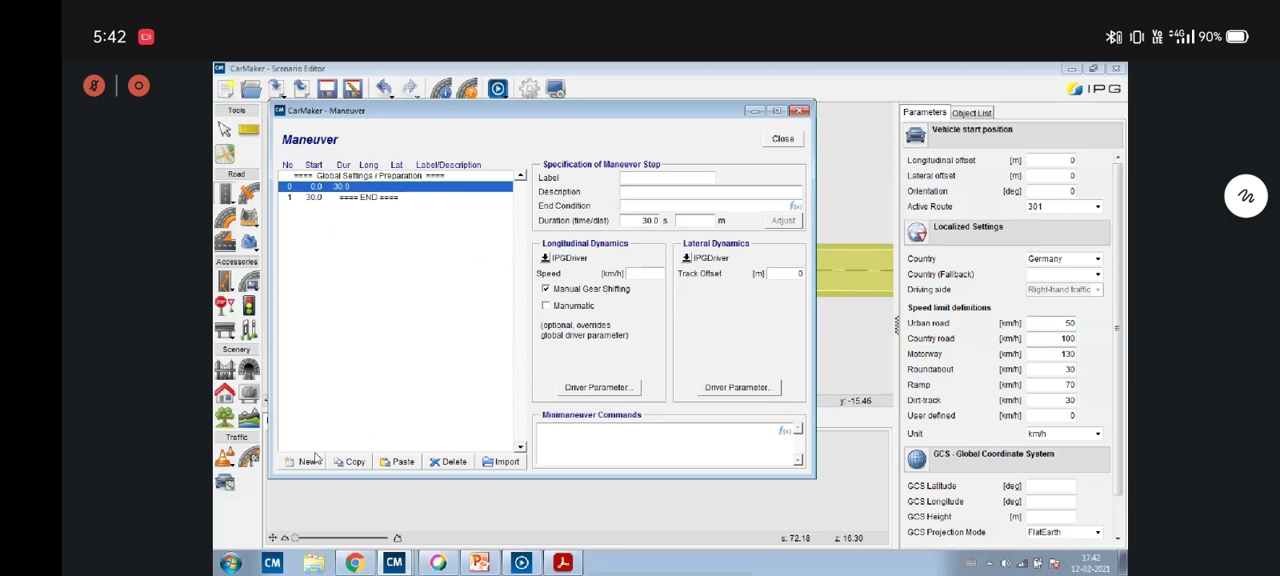 5:42
VO LTE 4G 90%
CarMaker - Scenario Editor
IPG
Tools
Road
Accessories
Scenery
Traffic
CarMaker - Maneuver
Maneuver
Close
No Start Dur Long Lat Label/Description
==== Global Settings / Preparation ====
0 0.0 30.0
1 30.0 ==== END ====
New
Copy
Paste
Delete
Import
Specification of Maneuver Step
Label
Description
End Condition f(x)
Duration (time/dist) 30.0 s m Adjust
Longitudinal Dynamics
IPGDriver
Speed [km/h]
Manual Gear Shifting
Manumatic
(optional, overrides
global driver parameter)
Driver Parameter...
Lateral Dynamics
IPGDriver
Track Offset [m] 0
Driver Parameter...
Minimaneuver Commands
f(x)
y: -15.46
s: 72.18 z: 16.30
Parameters Object List
Vehicle start position
Longitudinal offset [m] 0
Lateral offset [m] 0
Orientation [deg] 0
Active Route 301
Localized Settings
Country Germany
Country (Fallback)
Driving side Right-hand traffic
Speed limit definitions
Urban road [km/h] 50
Country road [km/h] 100
Motorway [km/h] 130
Roundabout [km/h] 30
Ramp [km/h] 70
Dirt-track [km/h] 30
User defined [km/h] 0
Unit km/h
GCS - Global Coordinate System
GCS Latitude [deg]
GCS Longitude [deg]
GCS Height [m]
GCS Projection Mode FlatEarth
CM
CM
17:42
12-02-2021